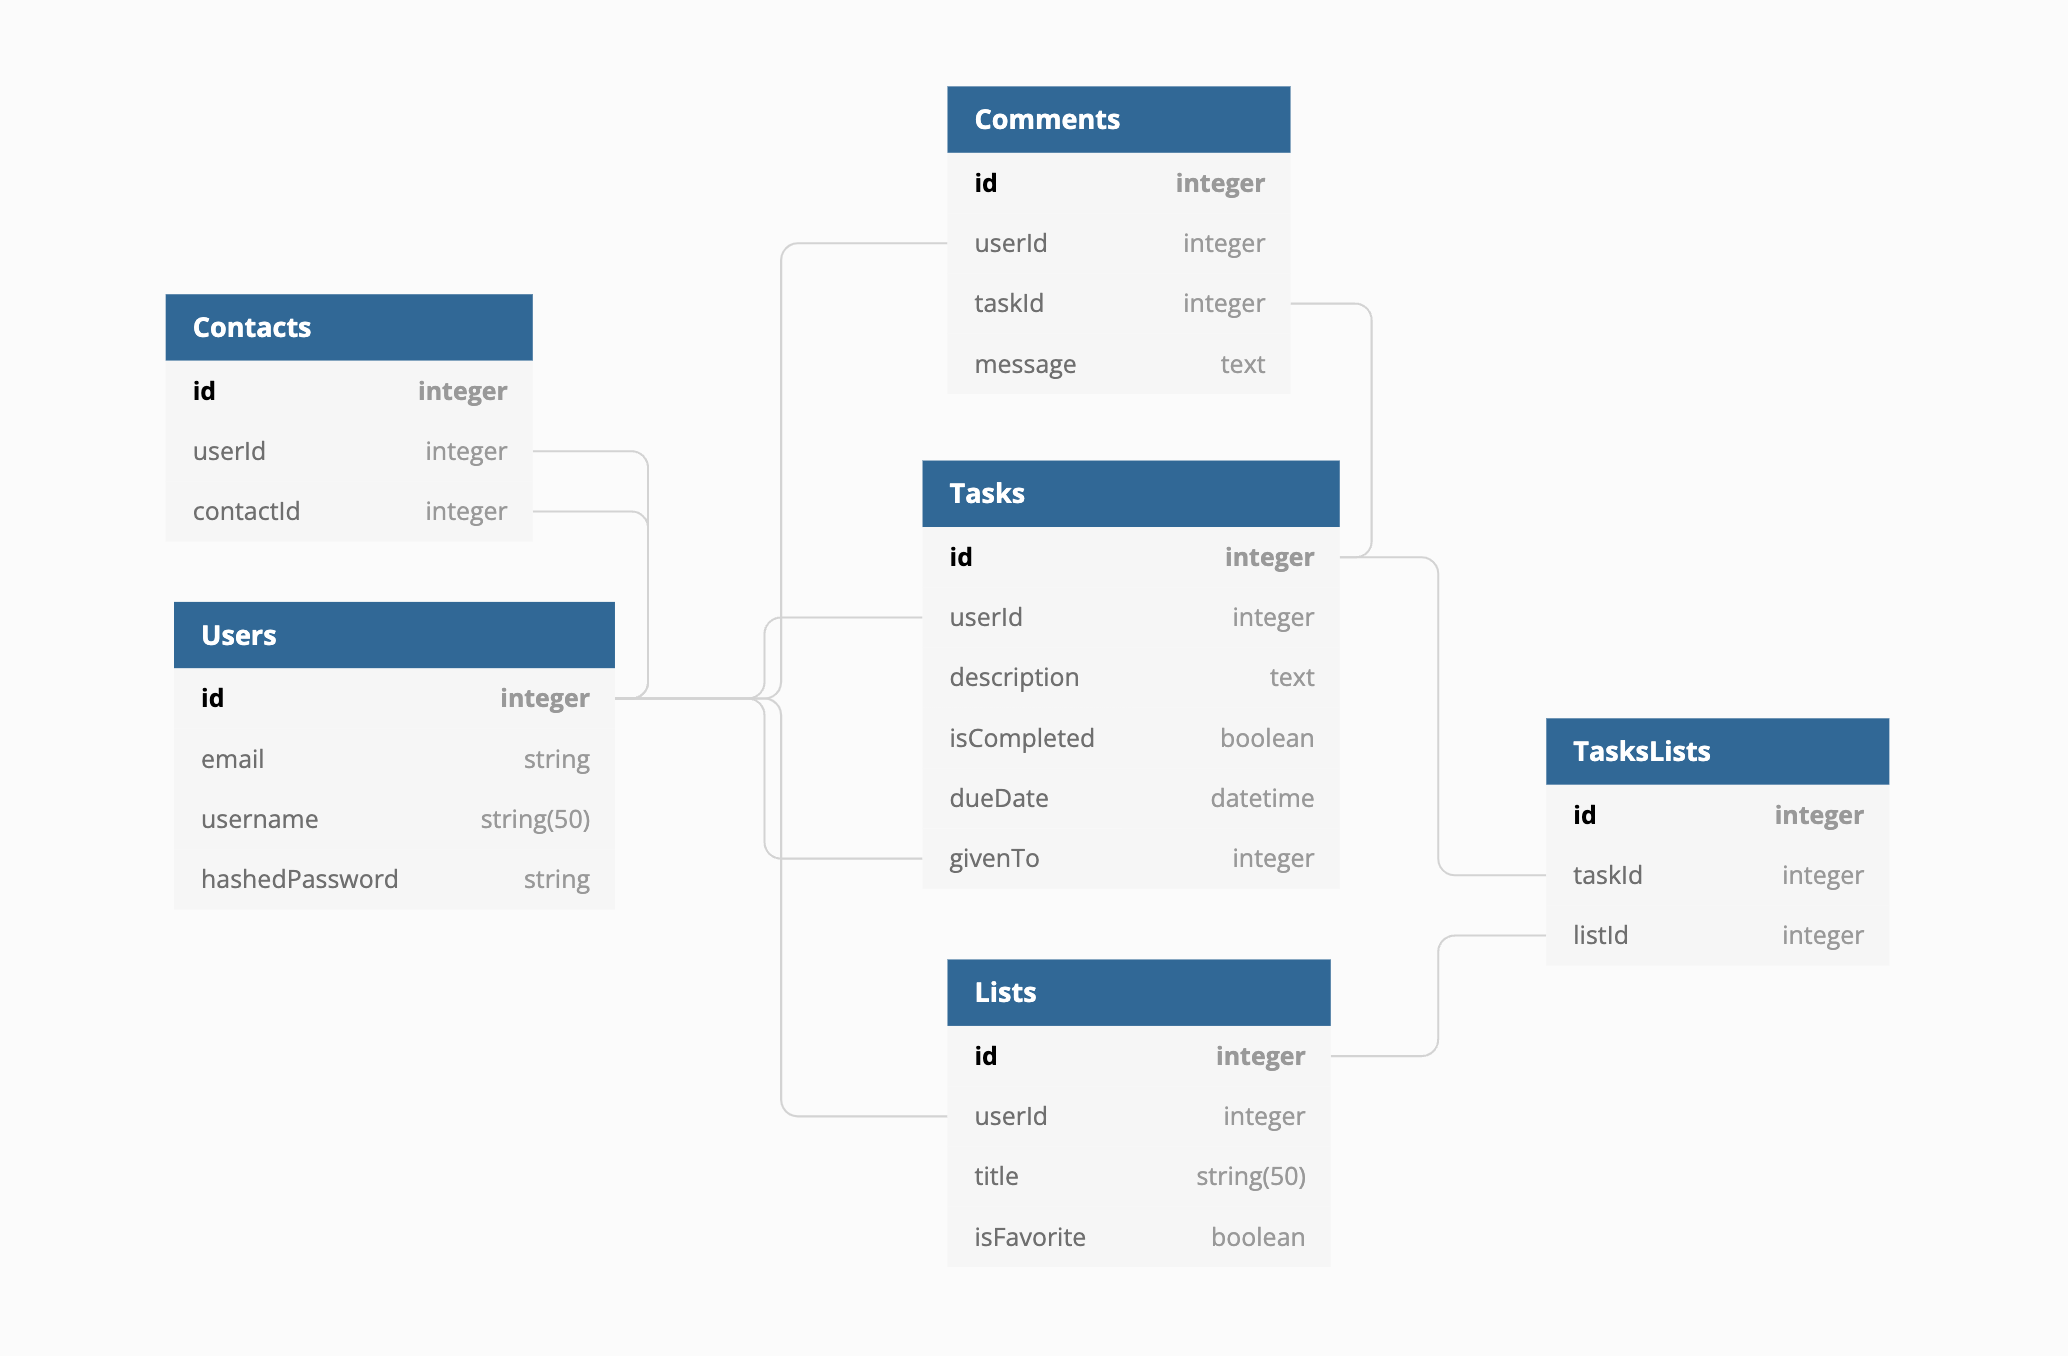 Comments
id integer
userId integer
taskId integer
message text
Contacts
id integer
userId integer
contactId integer
Tasks
id integer
userId integer
description text
isCompleted boolean
dueDate datetime
givenTo integer
Users
id integer
email string
username string(50)
hashedPassword string
TasksLists
id integer
taskId integer
listId integer
Lists
id integer
userId integer
title string(50)
isFavorite boolean